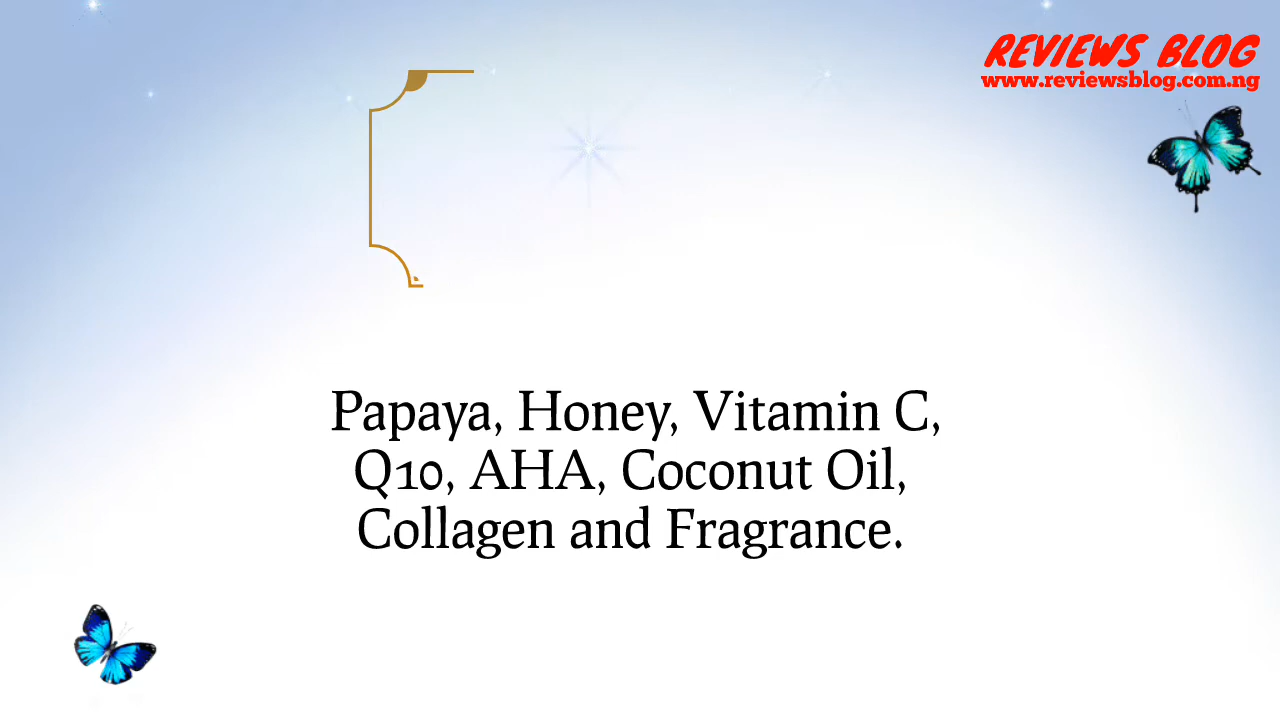 REVIEWS BLOG
www.reviewsblog.com.ng
Papaya, Honey, Vitamin C,
Q10, AHA, Coconut Oil,
Collagen and Fragrance.